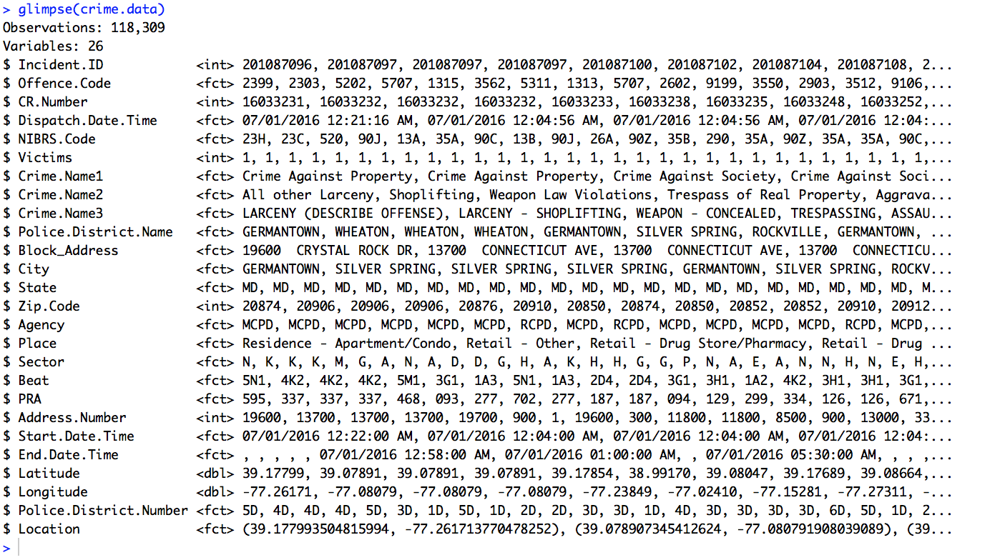 > glimpse(crime.data)
Observations: 118,309
Variables: 26
$ Incident.ID            <int> 201087096, 201087097, 201087097, 201087097, 201087100, 201087102, 201087104, 201087108, 2...
$ Offence.Code           <fct> 2399, 2303, 5202, 5707, 1315, 3562, 5311, 1313, 5707, 2602, 9199, 3550, 2903, 3512, 9106,...
$ CR.Number              <int> 16033231, 16033232, 16033232, 16033232, 16033233, 16033238, 16033235, 16033248, 16033252,...
$ Dispatch.Date.Time     <fct> 07/01/2016 12:21:16 AM, 07/01/2016 12:04:56 AM, 07/01/2016 12:04:56 AM, 07/01/2016 12:04:...
$ NIBRS.Code             <fct> 23H, 23C, 520, 90J, 13A, 35A, 90C, 13B, 90J, 26A, 90Z, 35B, 290, 35A, 90Z, 35A, 35A, 90C,...
$ Victims                <int> 1, 1, 1, 1, 1, 1, 1, 1, 1, 1, 1, 1, 1, 1, 1, 1, 1, 1, 1, 1, 1, 1, 1, 1, 1, 1, 1, 1, 1, 1,...
$ Crime.Name1            <fct> Crime Against Property, Crime Against Property, Crime Against Society, Crime Against Soci...
$ Crime.Name2            <fct> All other Larceny, Shoplifting, Weapon Law Violations, Trespass of Real Property, Aggrava...
$ Crime.Name3            <fct> LARCENY (DESCRIBE OFFENSE), LARCENY - SHOPLIFTING, WEAPON - CONCEALED, TRESPASSING, ASSAU...
$ Police.District.Name   <fct> GERMANTOWN, WHEATON, WHEATON, WHEATON, GERMANTOWN, SILVER SPRING, ROCKVILLE, GERMANTOWN, ...
$ Block_Address          <fct> 19600  CRYSTAL ROCK DR, 13700  CONNECTICUT AVE, 13700  CONNECTICUT AVE, 13700  CONNECTICU...
$ City                   <fct> GERMANTOWN, SILVER SPRING, SILVER SPRING, SILVER SPRING, GERMANTOWN, SILVER SPRING, ROCKV...
$ State                  <fct> MD, MD, MD, MD, MD, MD, MD, MD, MD, MD, MD, MD, MD, MD, MD, MD, MD, MD, MD, MD, MD, MD, M...
$ Zip.Code               <int> 20874, 20906, 20906, 20906, 20876, 20910, 20850, 20874, 20850, 20852, 20852, 20910, 20912...
$ Agency                 <fct> MCPD, MCPD, MCPD, MCPD, MCPD, MCPD, RCPD, MCPD, RCPD, MCPD, MCPD, MCPD, MCPD, RCPD, MCPD,...
$ Place                  <fct> Residence - Apartment/Condo, Retail - Other, Retail - Drug Store/Pharmacy, Retail - Drug ...
$ Sector                 <fct> N, K, K, K, M, G, A, N, A, D, D, G, H, A, K, H, H, G, G, P, N, A, E, A, N, N, H, N, E, H,...
$ Beat                   <fct> 5N1, 4K2, 4K2, 4K2, 5M1, 3G1, 1A3, 5N1, 1A3, 2D4, 2D4, 3G1, 3H1, 1A2, 4K2, 3H1, 3H1, 3G1,...
$ PRA                    <fct> 595, 337, 337, 337, 468, 093, 277, 702, 277, 187, 187, 094, 129, 299, 334, 126, 126, 671,...
$ Address.Number         <int> 19600, 13700, 13700, 13700, 19700, 900, 1, 19600, 300, 11800, 11800, 8500, 900, 13000, 33...
$ Start.Date.Time        <fct> 07/01/2016 12:22:00 AM, 07/01/2016 12:04:00 AM, 07/01/2016 12:04:00 AM, 07/01/2016 12:04:...
$ End.Date.Time          <fct> , , , , , 07/01/2016 12:58:00 AM, 07/01/2016 01:00:00 AM, , 07/01/2016 05:30:00 AM, , , ,...
$ Latitude               <dbl> 39.17799, 39.07891, 39.07891, 39.07891, 39.17854, 38.99170, 39.08047, 39.17689, 39.08664,...
$ Longitude              <dbl> -77.26171, -77.08079, -77.08079, -77.08079, -77.23849, -77.02410, -77.15281, -77.27311, -...
$ Police.District.Number <fct> 5D, 4D, 4D, 4D, 5D, 3D, 1D, 5D, 1D, 2D, 2D, 3D, 3D, 1D, 4D, 3D, 3D, 3D, 3D, 6D, 5D, 1D, 2...
$ Location               <fct> (39.177993504815994, -77.261713770478252), (39.078907345412624, -77.080791908039089), (39...
>